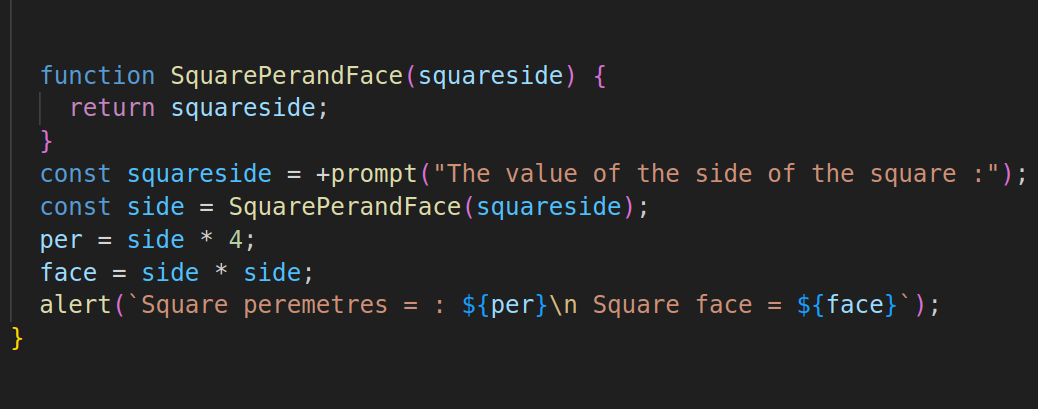 function SquarePerandFace(squareside) {
return squareside;
}
const squareside = +prompt("The value of the side of the square :");
const side = SquarePerandFace(squareside);
per = side * 4;
face = side * side;
alert(`Square peremetres = : ${per}\n Square face = ${face}`);
}